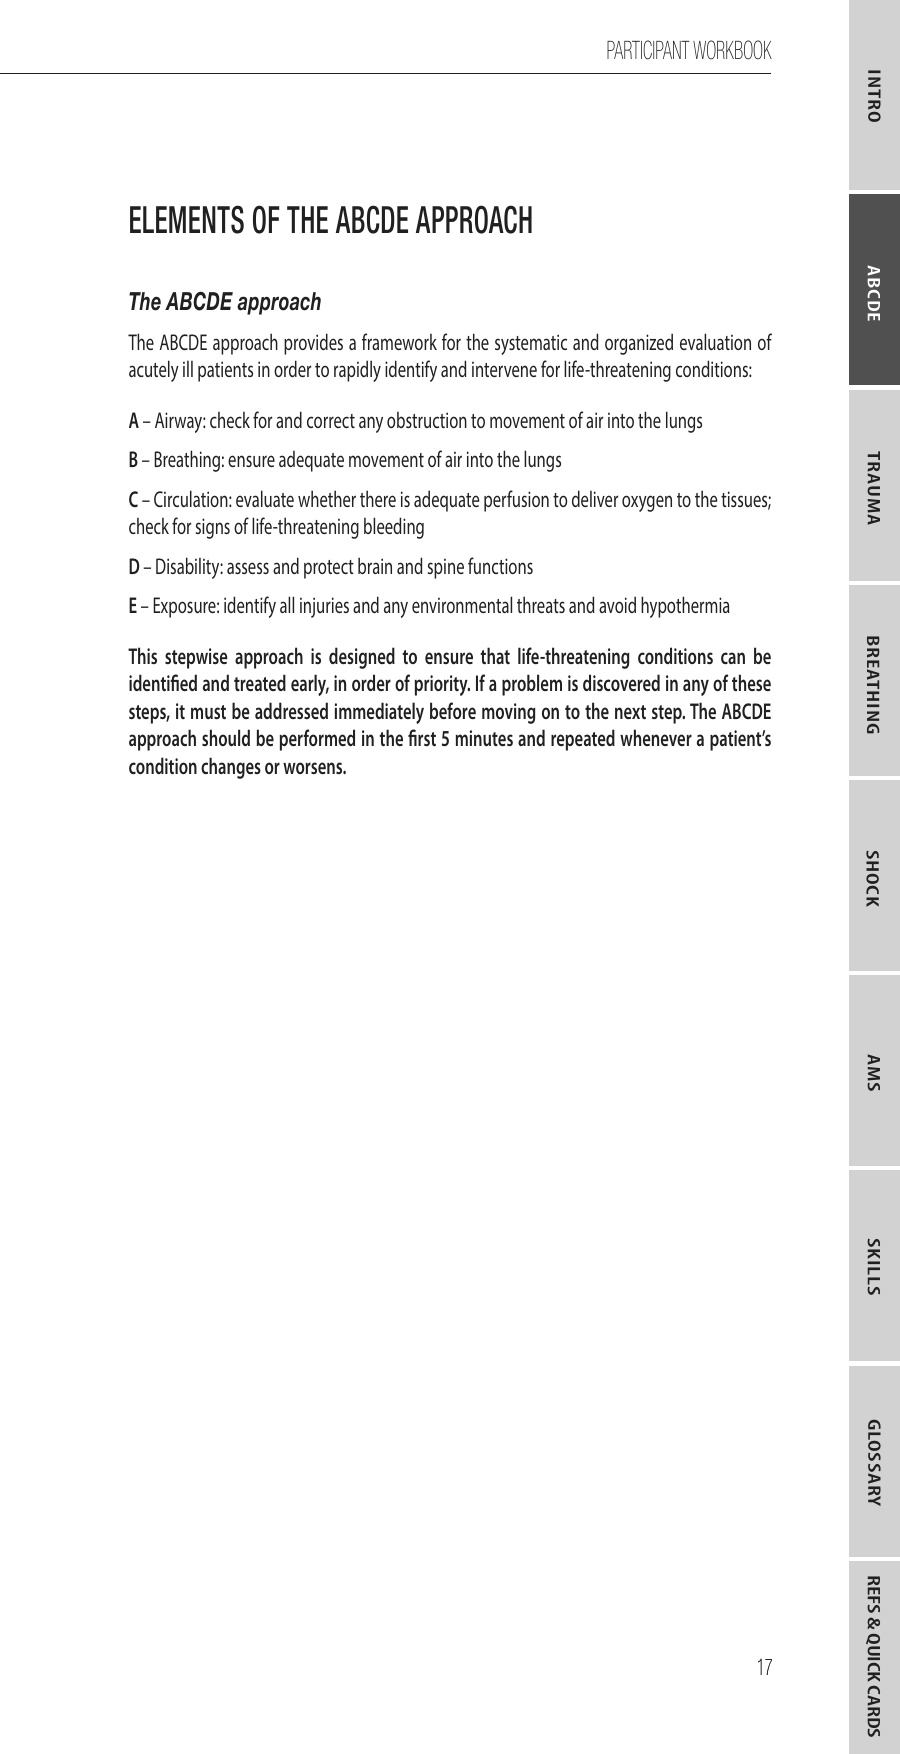 PARTICIPANT WORKBOOK
ELEMENTS OF THE ABCDE APPROACH
The ABCDE approach
The ABCDE approach provides a framework for the systematic and organized evaluation of
acutely ill patients in order to rapidly identify and intervene for life-threatening conditions:
A – Airway: check for and correct any obstruction to movement of air into the lungs
B – Breathing: ensure adequate movement of air into the lungs
C – Circulation: evaluate whether there is adequate perfusion to deliver oxygen to the tissues;
check for signs of life-threatening bleeding
D – Disability: assess and protect brain and spine functions
E – Exposure: identify all injuries and any environmental threats and avoid hypothermia
This stepwise approach is designed to ensure that life-threatening conditions can be
identified and treated early, in order of priority. If a problem is discovered in any of these
steps, it must be addressed immediately before moving on to the next step. The ABCDE
approach should be performed in the first 5 minutes and repeated whenever a patient’s
condition changes or worsens.
17
INTRO
ABCDE
TRAUMA
BREATHING
SHOCK
AMS
SKILLS
GLOSSARY
REFS & QUICK CARDS